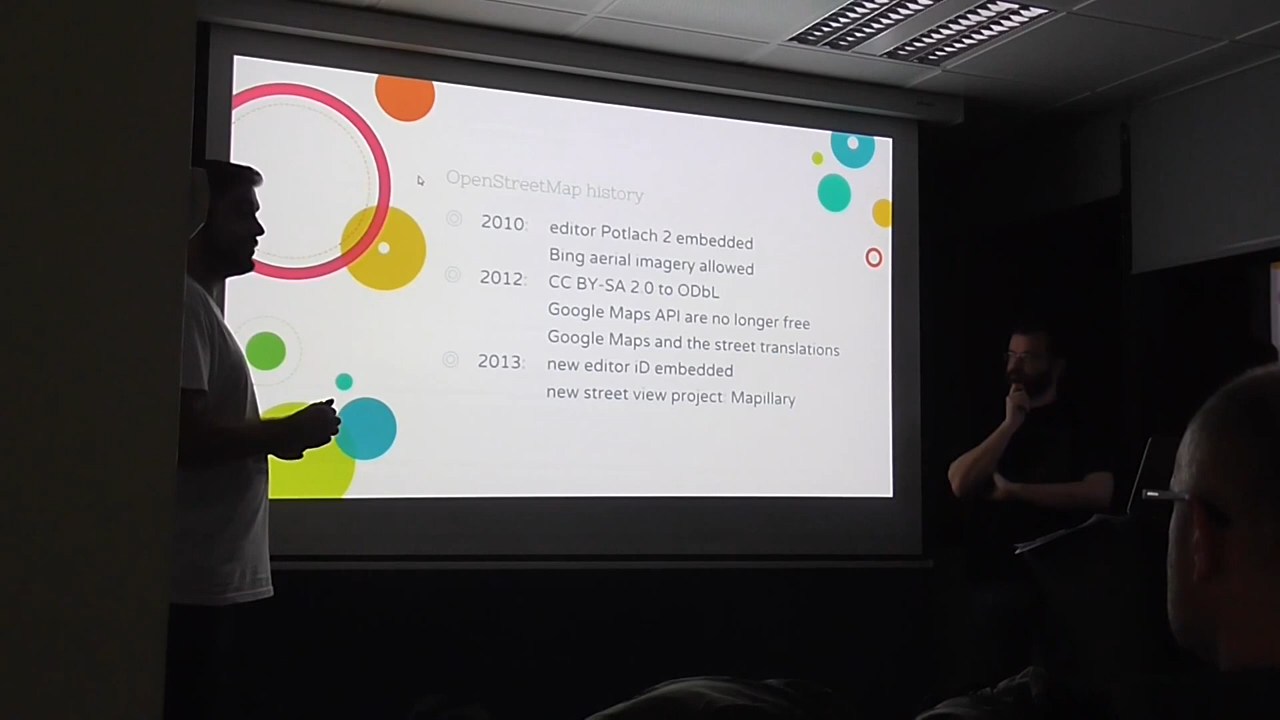 OpenStreetMap history
2010: editor Potlach 2 embedded
Bing aerial imagery allowed
2012: CC BY-SA 2.0 to ODbL
Google Maps API are no longer free
Google Maps and the street translations
2013: new editor iD embedded
new street view project: Mapillary